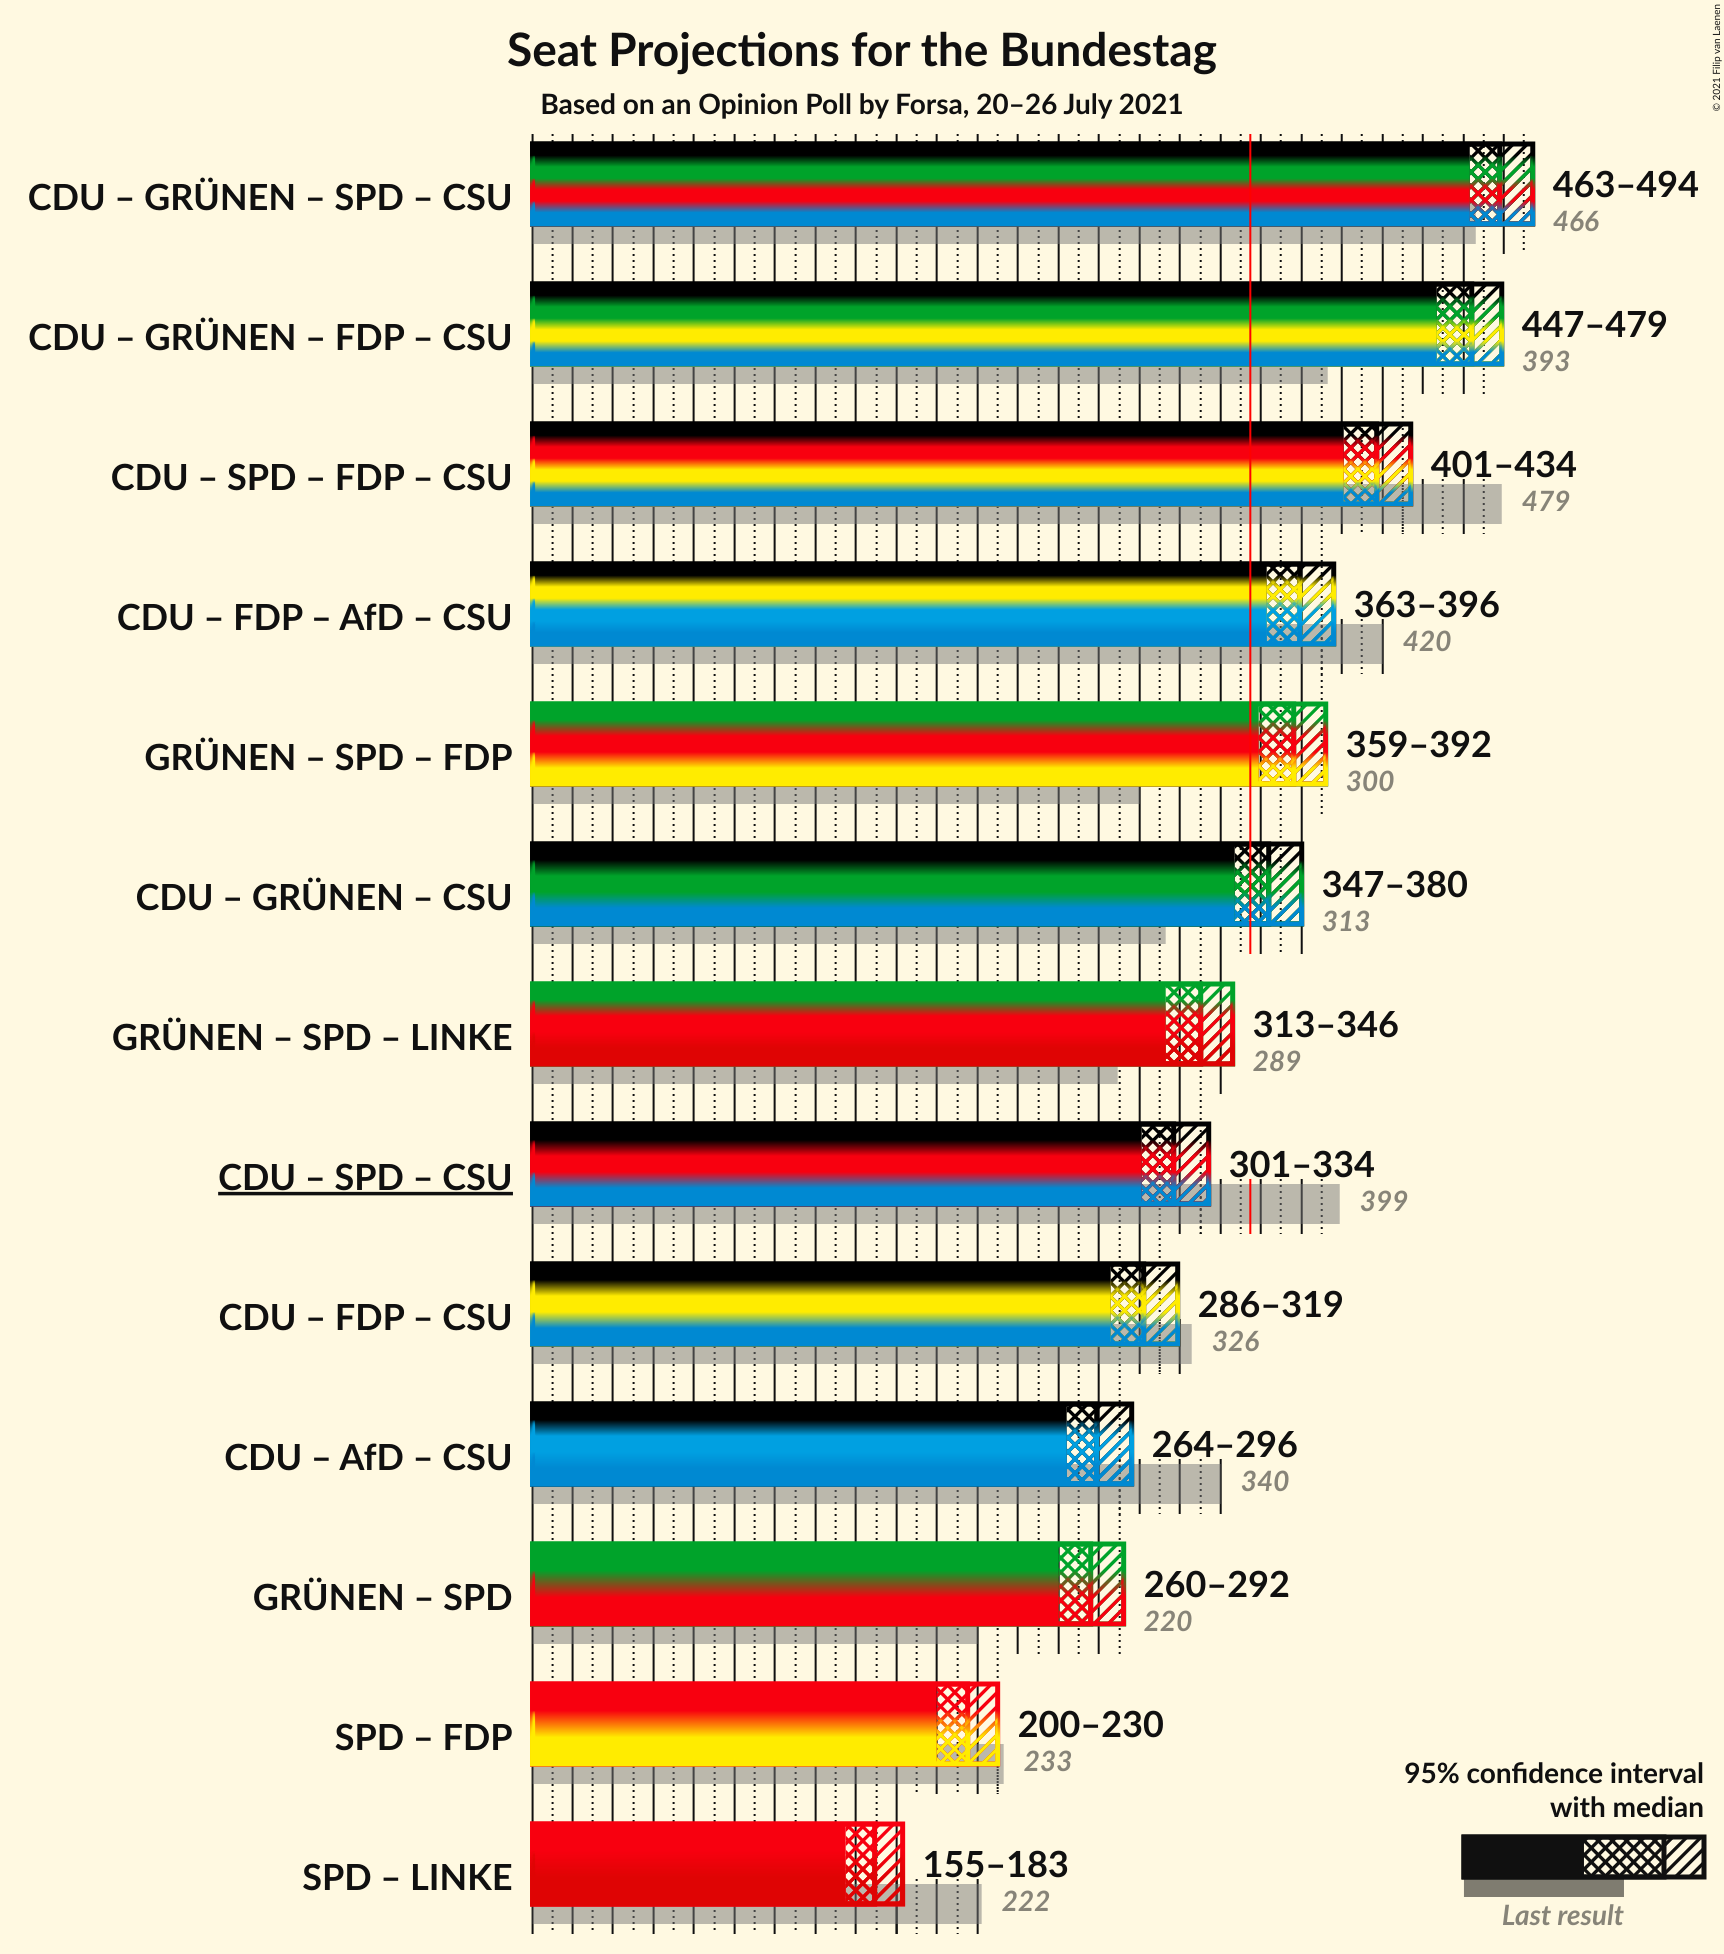 Seat Projections for the Bundestag
Based on an Opinion Poll by Forsa, 20–26 July 2021
© 2021 Filip van Laenen
CDU – GRÜNEN – SPD – CSU
463–494
466
CDU – GRÜNEN – FDP – CSU
447–479
393
CDU – SPD – FDP – CSU
401–434
479
CDU – FDP – AfD – CSU
363–396
420
GRÜNEN – SPD – FDP
359–392
300
CDU – GRÜNEN – CSU
347–380
313
GRÜNEN – SPD – LINKE
313–346
289
CDU – SPD – CSU
301–334
399
CDU – FDP – CSU
286–319
326
CDU – AfD – CSU
264–296
340
GRÜNEN – SPD
260–292
220
SPD – FDP
200–230
233
SPD – LINKE
155–183
222
95% confidence interval
with median
Last result